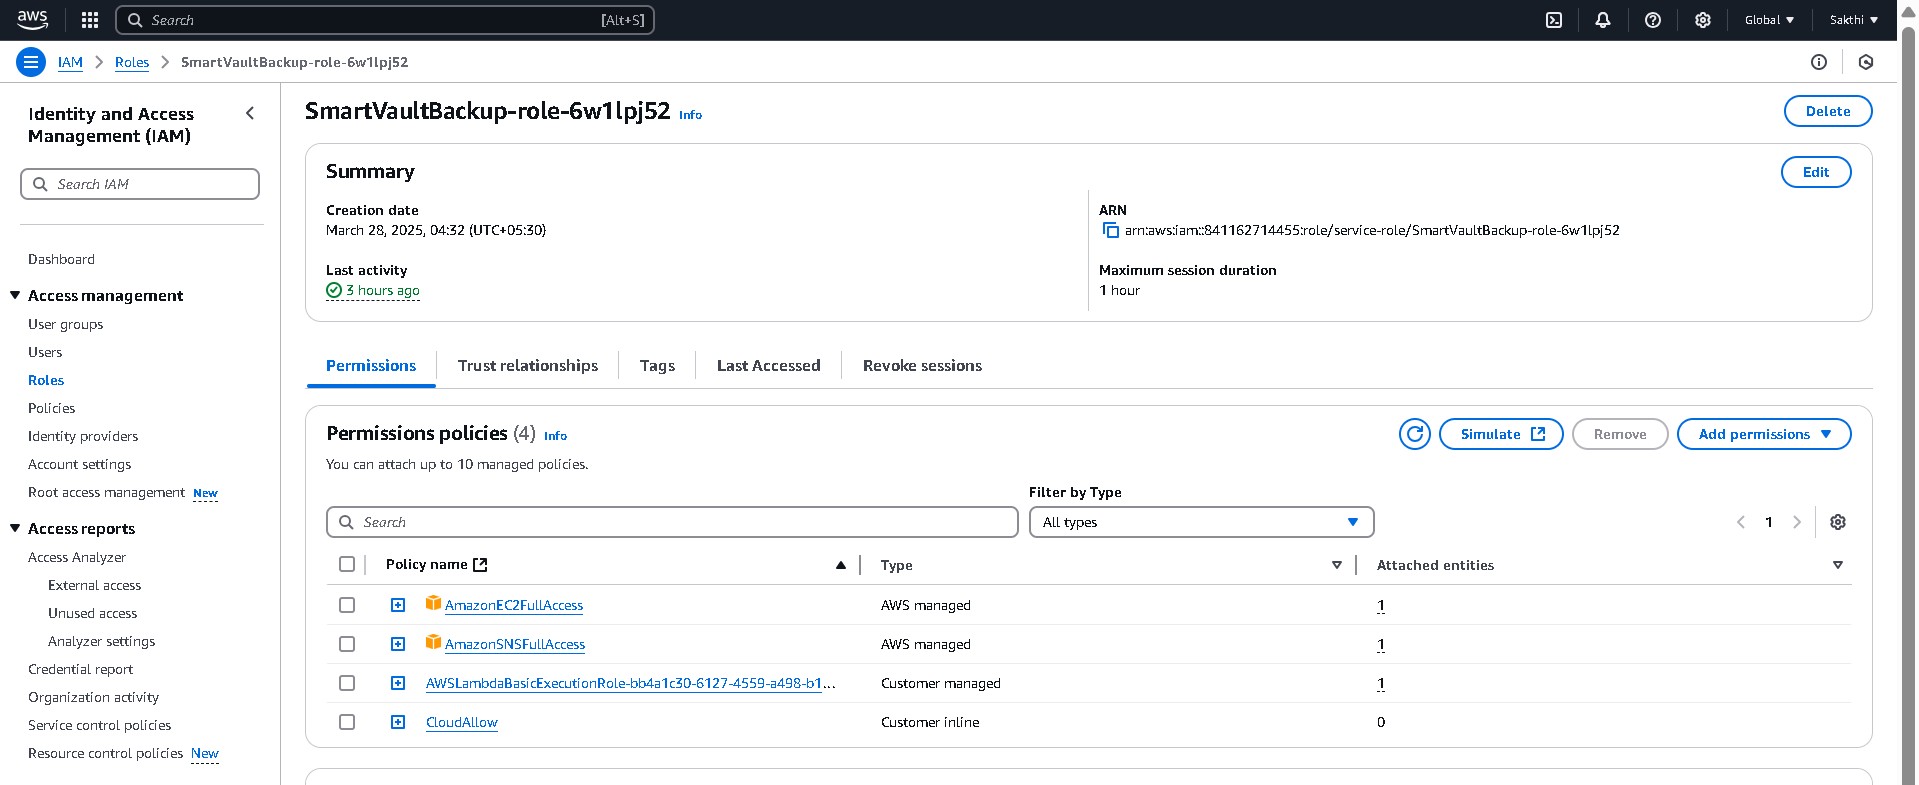 aws
Search [Alt+S]
Global
Sakthi
IAM
Roles
SmartVaultBackup-role-6w1lpj52
Identity and Access Management (IAM)
Search IAM
Dashboard
Access management
User groups
Users
Roles
Policies
Identity providers
Account settings
Root access management New
Access reports
Access Analyzer
External access
Unused access
Analyzer settings
Credential report
Organization activity
Service control policies
Resource control policies New
SmartVaultBackup-role-6w1lpj52 Info
Delete
Summary
Edit
Creation date
March 28, 2025, 04:32 (UTC+05:30)
ARN
arn:aws:iam::841162714455:role/service-role/SmartVaultBackup-role-6w1lpj52
Last activity
3 hours ago
Maximum session duration
1 hour
Permissions
Trust relationships
Tags
Last Accessed
Revoke sessions
Permissions policies (4) Info
You can attach up to 10 managed policies.
Simulate
Remove
Add permissions
Filter by Type
Search
All types
1
Policy name Type Attached entities
AmazonEC2FullAccess AWS managed 1
AmazonSNSFullAccess AWS managed 1
AWSLambdaBasicExecutionRole-bb4a1c30-6127-4559-a498-b1... Customer managed 1
CloudAllow Customer inline 0